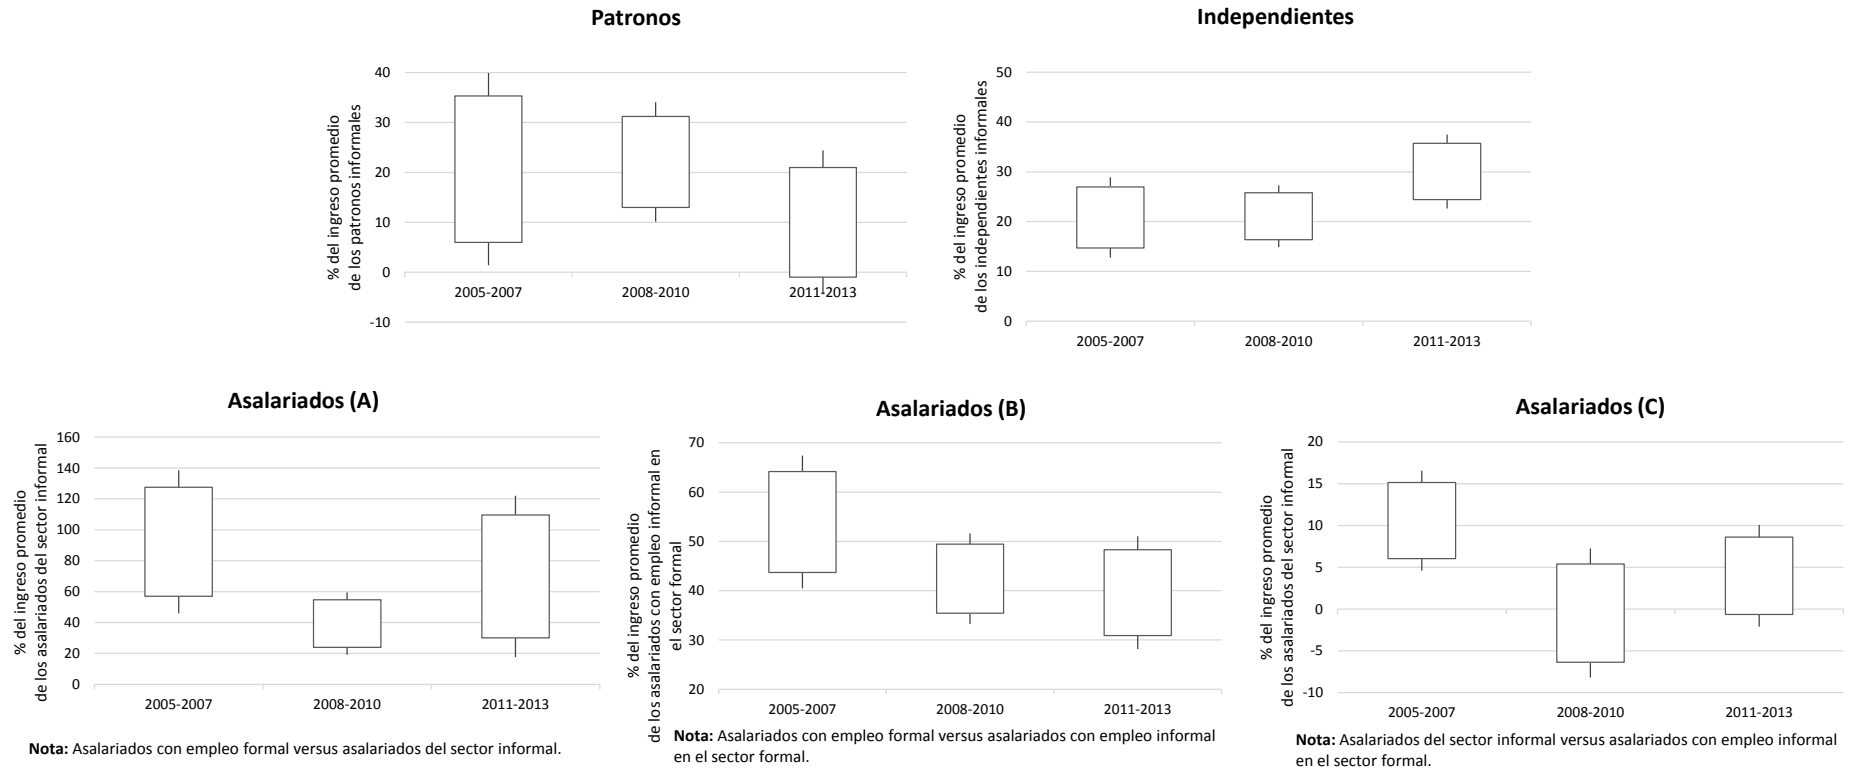 Patronos
% del ingreso promedio
de los patronos informales
40
30
20
10
0
-10
2005-2007
2008-2010
2011-2013
Independientes
% del ingreso promedio
de los independientes informales
50
40
30
20
10
0
2005-2007
2008-2010
2011-2013
Asalariados (A)
% del ingreso promedio
de los asalariados del sector informal
160
140
120
100
80
60
40
20
0
2005-2007
2008-2010
2011-2013
Nota: Asalariados con empleo formal versus asalariados del sector informal.
Asalariados (B)
% del ingreso promedio
de los asalariados con empleo informal en
el sector formal
70
60
50
40
30
20
2005-2007
2008-2010
2011-2013
Nota: Asalariados con empleo formal versus asalariados con empleo informal
en el sector formal.
Asalariados (C)
% del ingreso promedio
de los asalariados del sector informal
20
15
10
5
0
-5
-10
2005-2007
2008-2010
2011-2013
Nota: Asalariados del sector informal versus asalariados con empleo informal
en el sector formal.